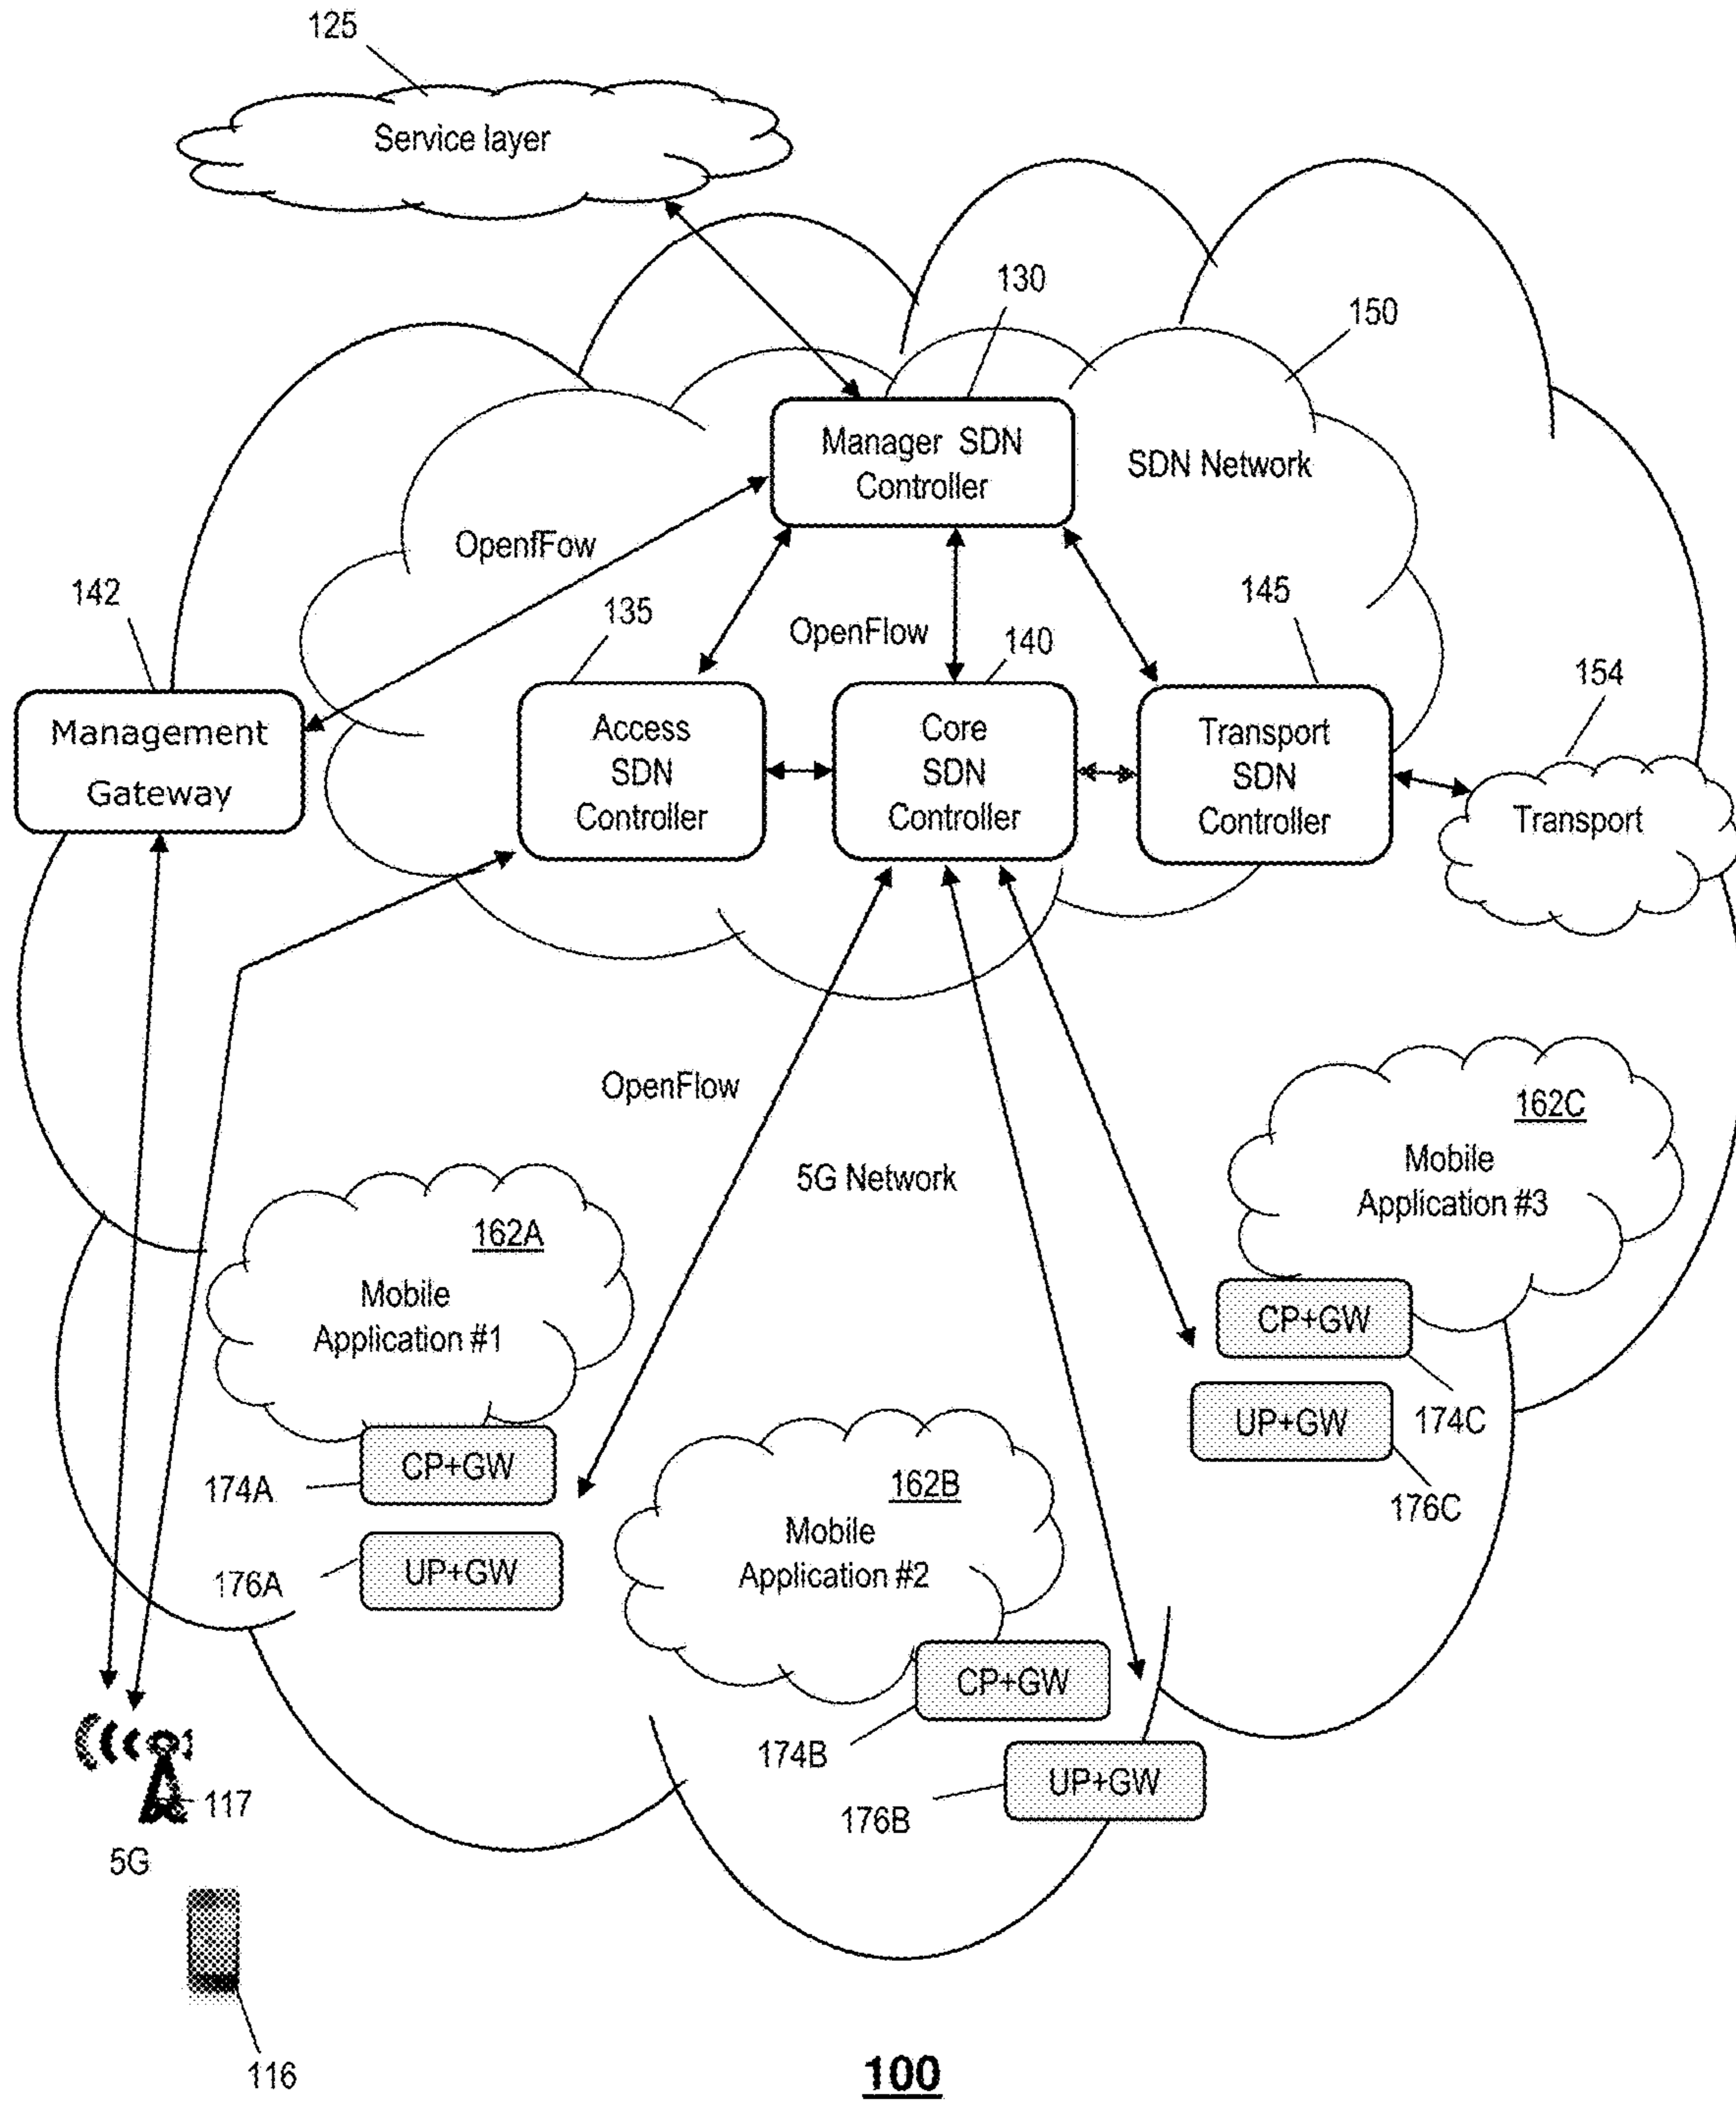 125
Service layer
130
150
Manager SDN
Controller
SDN Network
OpenfFow
142
135
OpenFlow
140
145
154
Management
Gateway
Access
SDN
Controller
Core
SDN
Controller
Transport
SDN
Controller
Transport
OpenFlow
5G Network
162C
Mobile
Application #3
162A
Mobile
Application #1
CP+GW
174C
UP+GW
176C
CP+GW
174A
UP+GW
176A
162B
Mobile
Application #2
CP+GW
174B
UP+GW
176B
117
5G
116
100